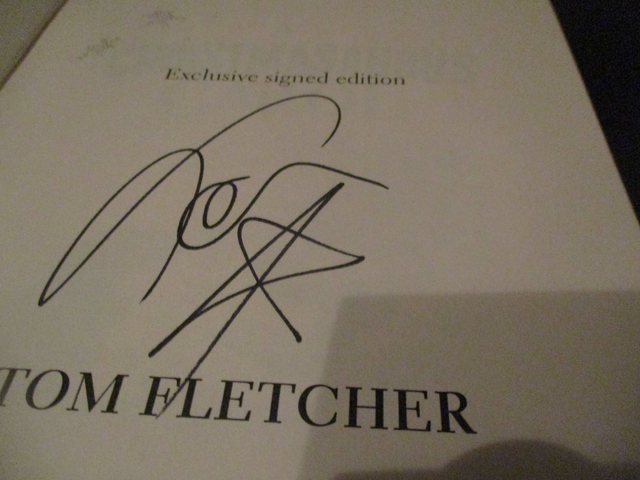 Exclusive signed edition
TOM FLETCHER